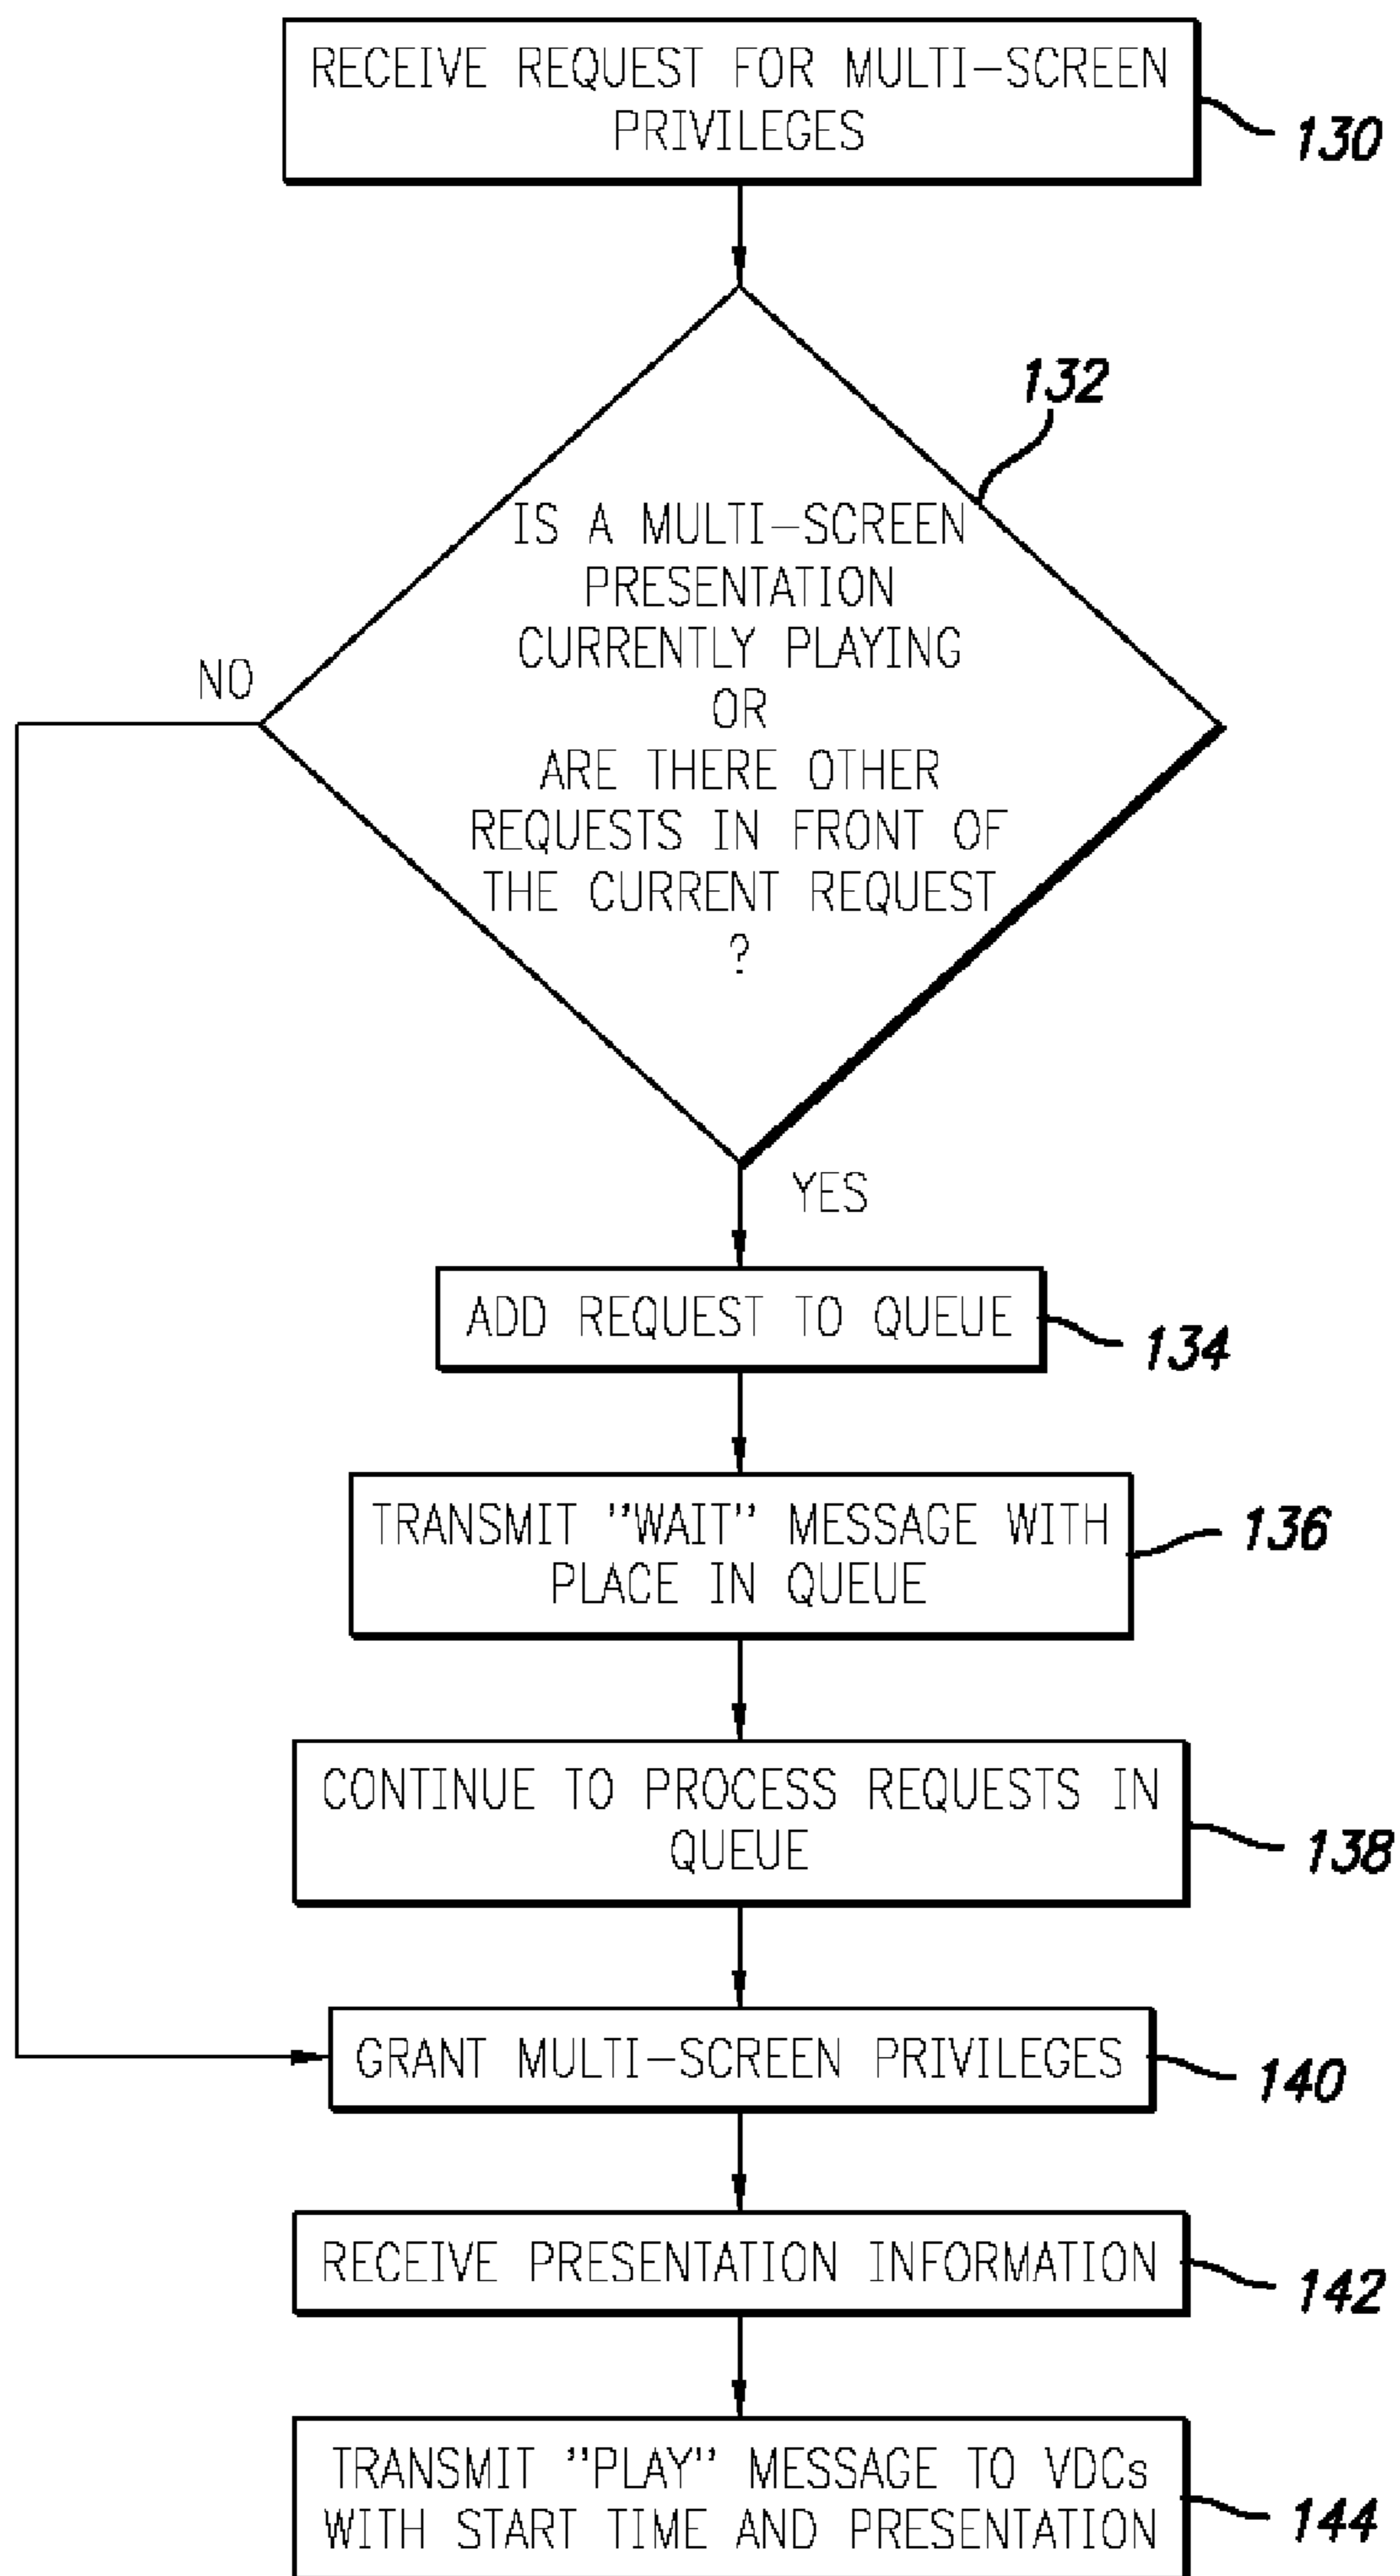 RECEIVE REQUEST FOR MULTI-SCREEN
PRIVILEGES
130
132
IS A MULTI-SCREEN
PRESENTATION
CURRENTLY PLAYING
OR
ARE THERE OTHER
REQUESTS IN FRONT OF
THE CURRENT REQUEST
?
NO
YES
ADD REQUEST TO QUEUE
134
TRANSMIT "WAIT" MESSAGE WITH
PLACE IN QUEUE
136
CONTINUE TO PROCESS REQUESTS IN
QUEUE
138
GRANT MULTI-SCREEN PRIVILEGES
140
RECEIVE PRESENTATION INFORMATION
142
TRANSMIT "PLAY" MESSAGE TO VDCs
WITH START TIME AND PRESENTATION
144